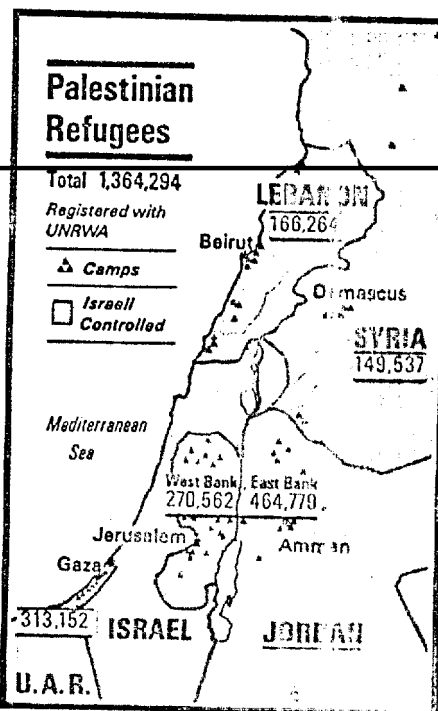 Palestinian
Refugees
Total 1,364,294
Registered with
UNRWA
Camps
Israeli
Controlled
LEBANON
166,264
Beirut
Damascus
SYRIA
149,537
Mediterranean
Sea
West Bank East Bank
270,562 464,779
Jerusalem
Amman
Gaza
313,152
ISRAEL
JORDAN
U.A.R.